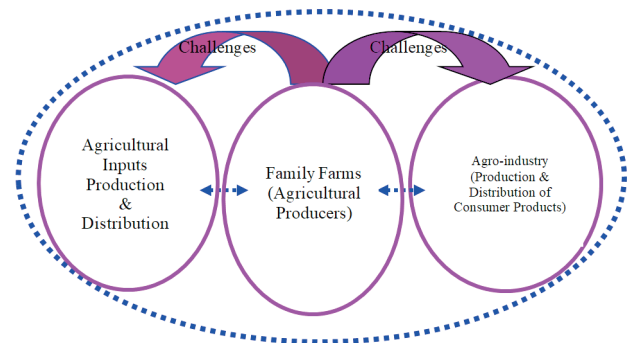 Challenges
Challenges
Agricultural
Inputs
Production
&
Distribution
Family Farms
(Agricultural
Producers)
Agro-industry
(Production &
Distribution of
Consumer Products)